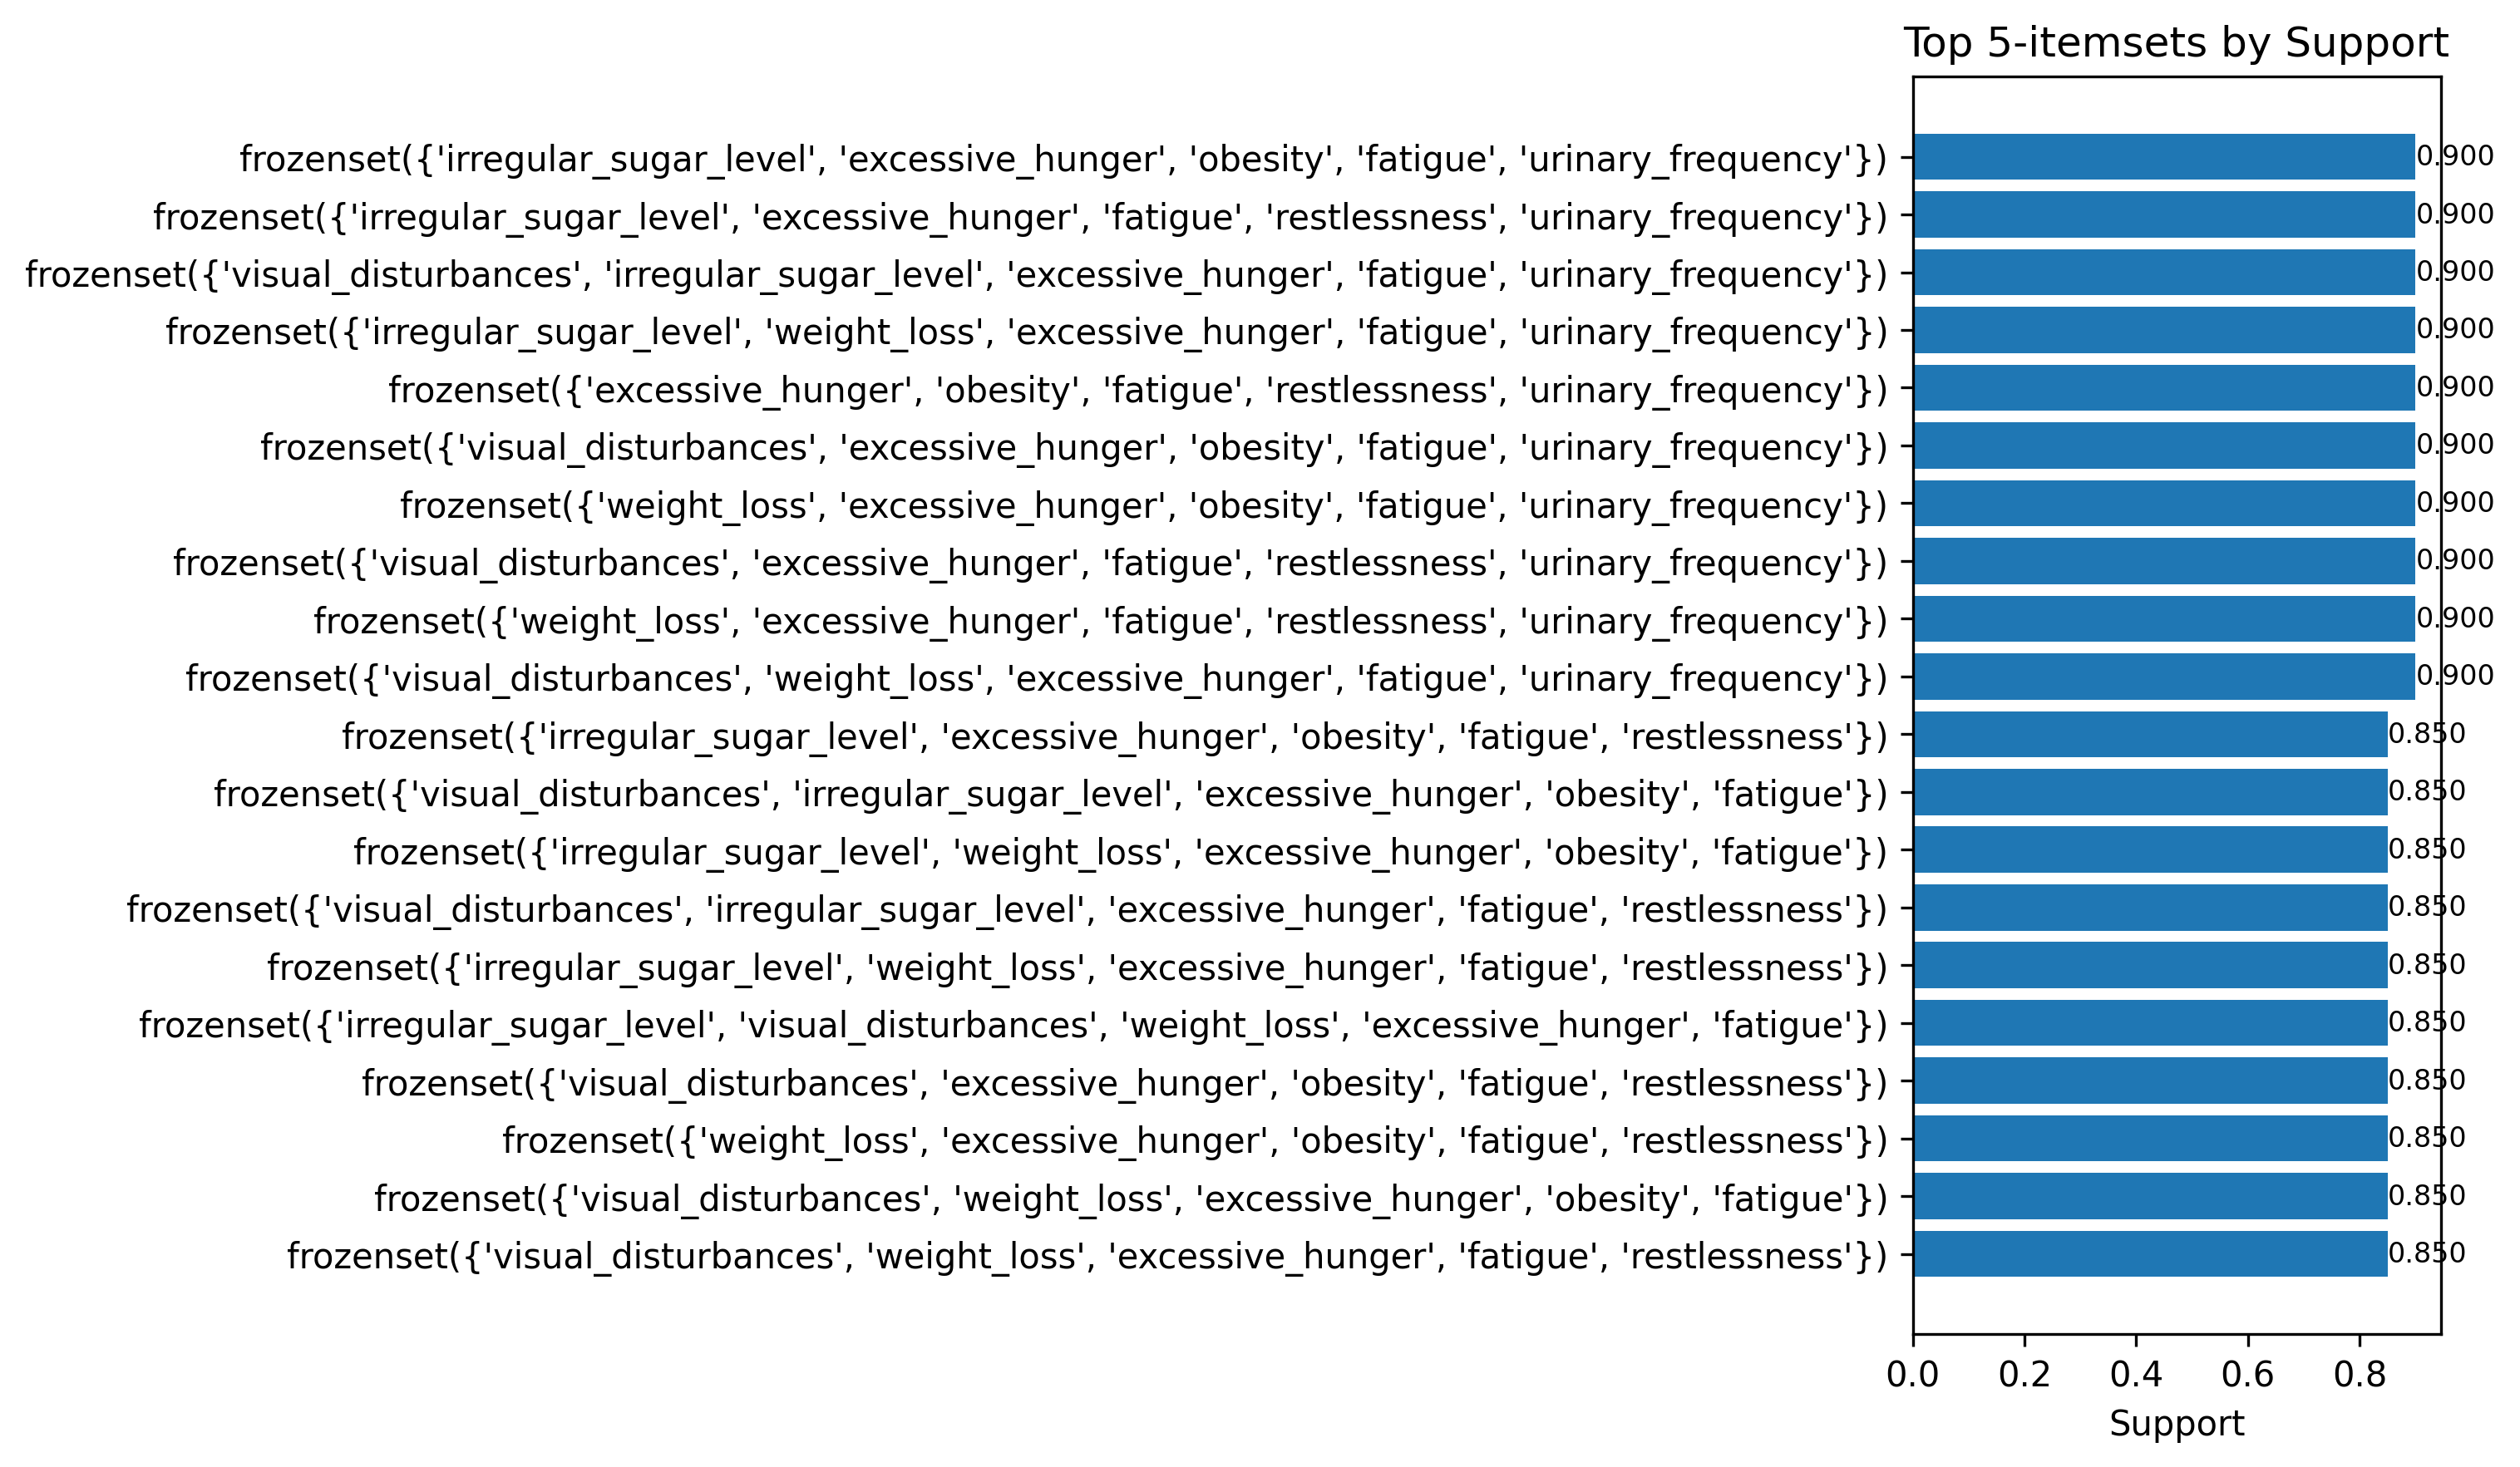 Top 5-itemsets by Support
frozenset({'irregular_sugar_level', 'excessive_hunger', 'obesity', 'fatigue', 'urinary_frequency'}) 0.900
frozenset({'irregular_sugar_level', 'excessive_hunger', 'fatigue', 'restlessness', 'urinary_frequency'}) 0.900
frozenset({'visual_disturbances', 'irregular_sugar_level', 'excessive_hunger', 'fatigue', 'urinary_frequency'}) 0.900
frozenset({'irregular_sugar_level', 'weight_loss', 'excessive_hunger', 'fatigue', 'urinary_frequency'}) 0.900
frozenset({'excessive_hunger', 'obesity', 'fatigue', 'restlessness', 'urinary_frequency'}) 0.900
frozenset({'visual_disturbances', 'excessive_hunger', 'obesity', 'fatigue', 'urinary_frequency'}) 0.900
frozenset({'weight_loss', 'excessive_hunger', 'obesity', 'fatigue', 'urinary_frequency'}) 0.900
frozenset({'visual_disturbances', 'excessive_hunger', 'fatigue', 'restlessness', 'urinary_frequency'}) 0.900
frozenset({'weight_loss', 'excessive_hunger', 'fatigue', 'restlessness', 'urinary_frequency'}) 0.900
frozenset({'visual_disturbances', 'weight_loss', 'excessive_hunger', 'fatigue', 'urinary_frequency'}) 0.900
frozenset({'irregular_sugar_level', 'excessive_hunger', 'obesity', 'fatigue', 'restlessness'}) 0.850
frozenset({'visual_disturbances', 'irregular_sugar_level', 'excessive_hunger', 'obesity', 'fatigue'}) 0.850
frozenset({'irregular_sugar_level', 'weight_loss', 'excessive_hunger', 'obesity', 'fatigue'}) 0.850
frozenset({'visual_disturbances', 'irregular_sugar_level', 'excessive_hunger', 'fatigue', 'restlessness'}) 0.850
frozenset({'irregular_sugar_level', 'weight_loss', 'excessive_hunger', 'fatigue', 'restlessness'}) 0.850
frozenset({'irregular_sugar_level', 'visual_disturbances', 'weight_loss', 'excessive_hunger', 'fatigue'}) 0.850
frozenset({'visual_disturbances', 'excessive_hunger', 'obesity', 'fatigue', 'restlessness'}) 0.850
frozenset({'weight_loss', 'excessive_hunger', 'obesity', 'fatigue', 'restlessness'}) 0.850
frozenset({'visual_disturbances', 'weight_loss', 'excessive_hunger', 'obesity', 'fatigue'}) 0.850
frozenset({'visual_disturbances', 'weight_loss', 'excessive_hunger', 'fatigue', 'restlessness'}) 0.850
0.0 0.2 0.4 0.6 0.8
Support